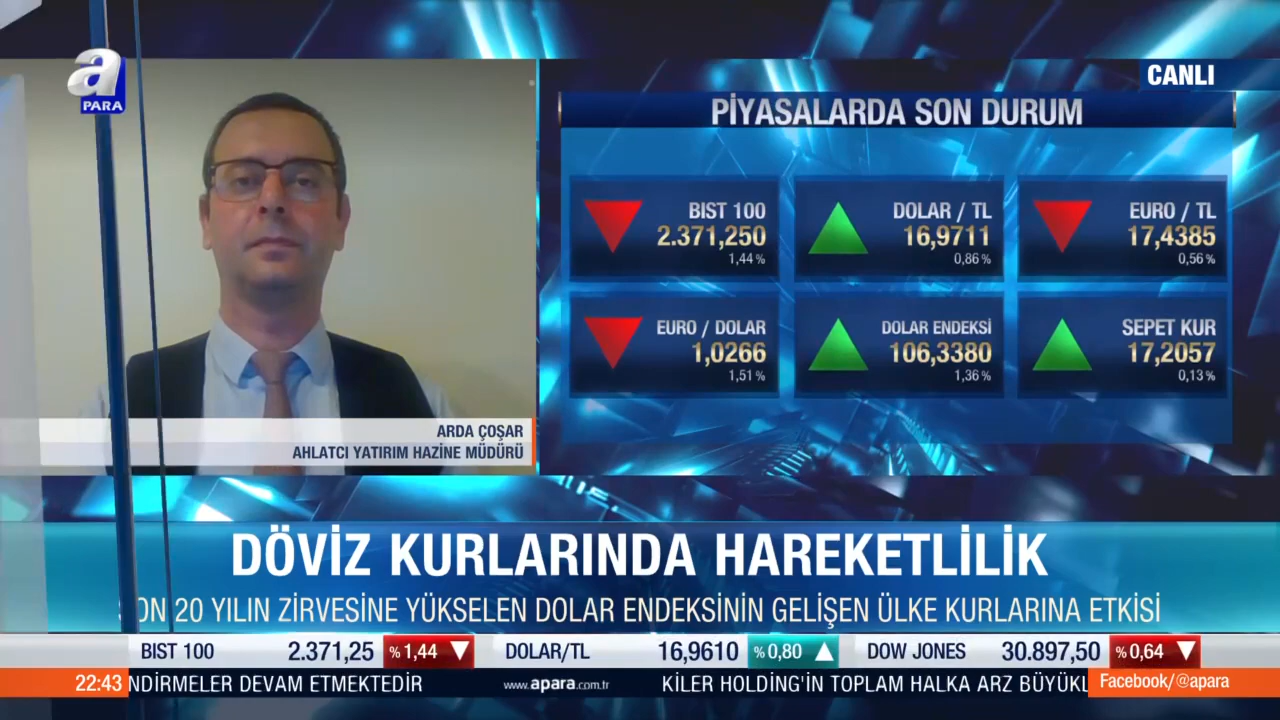 a
PARA
CANLI
PİYASALARDA SON DURUM
BIST 100
2.371,250
1,44 %
DOLAR / TL
16,9711
0,86 %
EURO / TL
17,4385
0,56 %
EURO / DOLAR
1,0266
1,51 %
DOLAR ENDEKSİ
106,3380
1,36 %
SEPET KUR
17,2057
0,13 %
ARDA ÇOŞAR
AHLATCI YATIRIM HAZİNE MÜDÜRÜ
DÖVİZ KURLARINDA HAREKETLİLİK
SON 20 YILIN ZİRVESİNE YÜKSELEN DOLAR ENDEKSİNİN GELİŞEN ÜLKE KURLARINA ETKİSİ
BIST 100 2.371,25 %1,44 DOLAR/TL 16,9610 %0,80 DOW JONES 30.897,50 %0,64
22:43 NDİRMELER DEVAM ETMEKTEDİR www.apara.com.tr KİLER HOLDİNG'İN TOPLAM HALKA ARZ BÜYÜKL Facebook/@apara